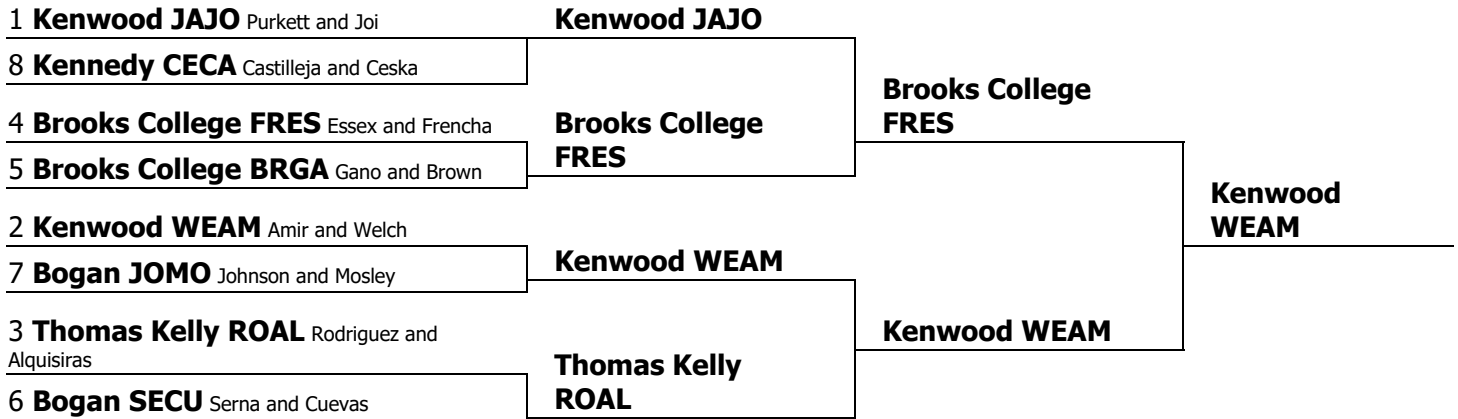 1 Kenwood JAJO Purkett and Joi
8 Kennedy CECA Castilleja and Ceska
4 Brooks College FRES Essex and Frencha
5 Brooks College BRGA Gano and Brown
2 Kenwood WEAM Amir and Welch
7 Bogan JOMO Johnson and Mosley
3 Thomas Kelly ROAL Rodriguez and
Alquisiras
6 Bogan SECU Serna and Cuevas
Kenwood JAJO
Brooks College
FRES
Kenwood WEAM
Thomas Kelly
ROAL
Brooks College
FRES
Kenwood WEAM
Kenwood
WEAM